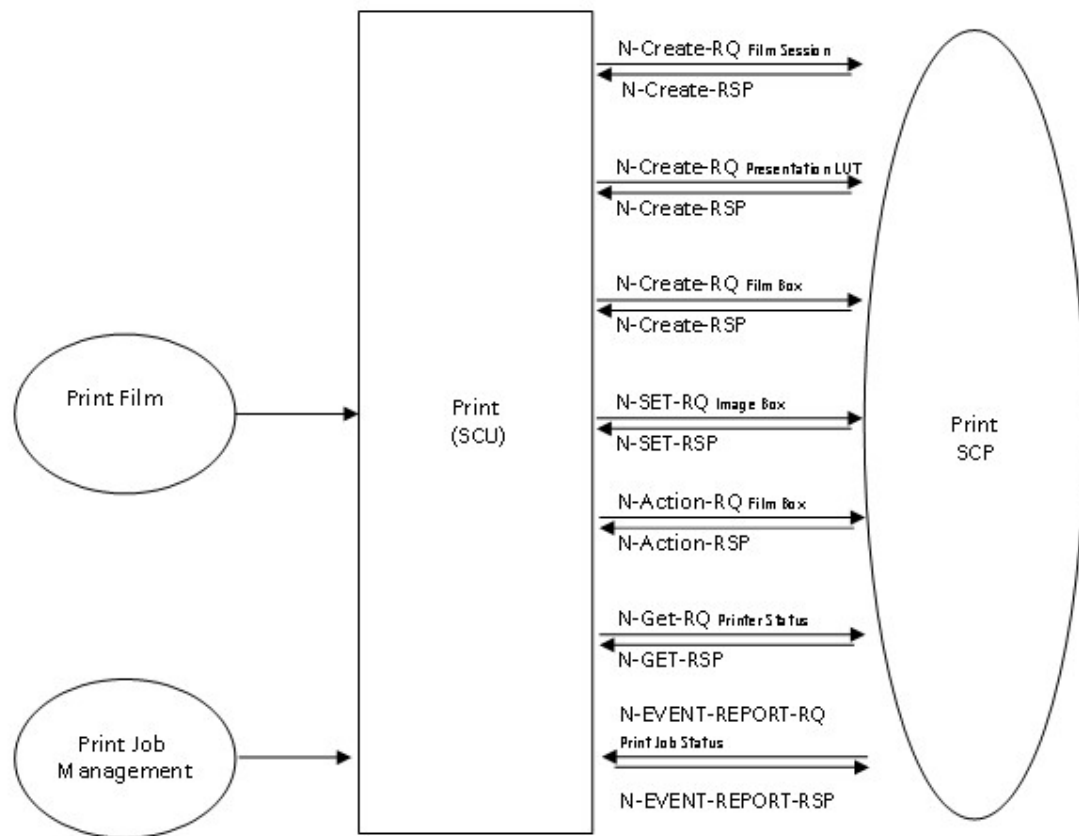 N-Create-RQ Film Session
N-Create-RSP
N-Create-RQ Presentation LUT
N-Create-RSP
N-Create-RQ Film Box
N-Create-RSP
Print Film
Print
(SCU)
N-SET-RQ Image Box
N-SET-RSP
Print
SCP
N-Action-RQ Film Box
N-Action-RSP
N-Get-RQ Printer Status
N-GET-RSP
N-EVENT-REPORT-RQ
Print Job Status
N-EVENT-REPORT-RSP
Print Job
Management